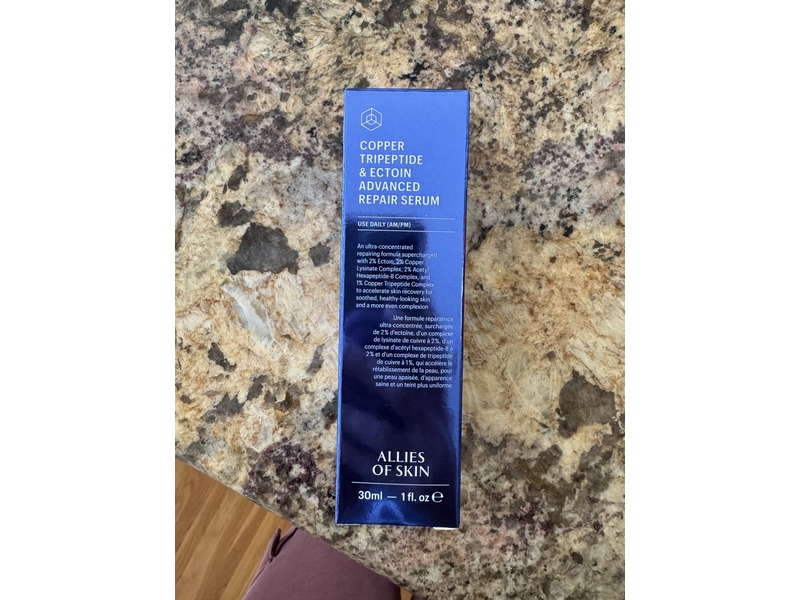 COPPER
TRIPEPTIDE
& ECTOIN
ADVANCED
REPAIR SERUM
USE DAILY (AM/PM)
An ultra-concentrated
repairing formula supercharged
with 2% Ectoin, 2% Copper
Lysinate Complex, 2% Acetyl
Hexapeptide-8 Complex, and
1% Copper Tripeptide Complex
to accelerate skin recovery for
soothed, healthy-looking skin
and a more even complexion
Une formule réparatrice
ultra-concentrée, surchargée
de 2% d'ectoïne, d'un complexe
de lysinate de cuivre à 2%, d'un
complexe d'acétyl hexapeptide-8 à
2% et d'un complexe de tripeptide
de cuivre à 1%, qui accélère le
rétablissement de la peau, pour
une peau apaisée, d'apparence
saine et un teint plus uniforme
ALLIES
OF SKIN
30ml — 1 fl. oz ℮